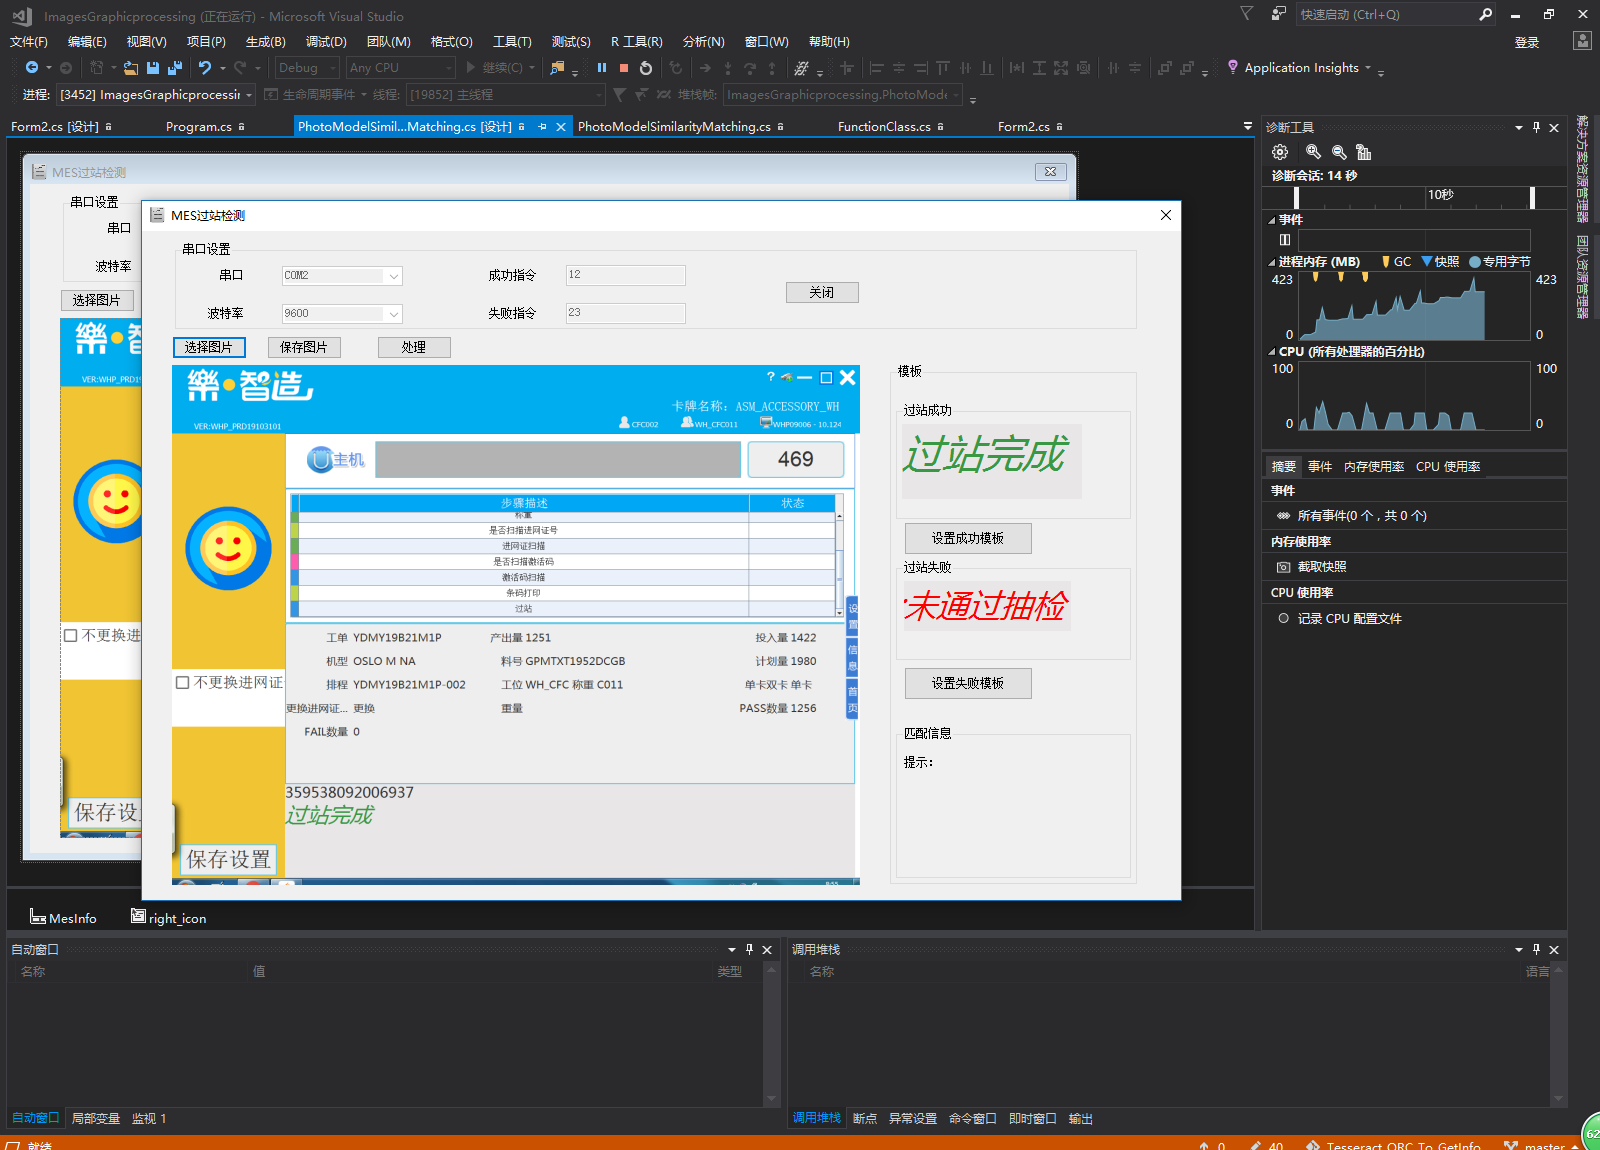 ImagesGraphicprocessing (正在运行) - Microsoft Visual Studio
快速启动 (Ctrl+Q)
文件(F) 编辑(E) 视图(V) 项目(P) 生成(B) 调试(D) 团队(M) 格式(O) 工具(T) 测试(S) R 工具(R) 分析(N) 窗口(W) 帮助(H)
登录
Debug Any CPU 继续(C) Application Insights
进程: [3452] ImagesGraphicprocessin 生命周期事件 线程: [19852] 主线程 堆栈帧: ImagesGraphicprocessing.PhotoMode
Form2.cs [设计] Program.cs PhotoModelSimil...Matching.cs [设计] PhotoModelSimilarityMatching.cs FunctionClass.cs Form2.cs
MES过站检测
串口设置
串口
波特率
选择图片
VER:WHP_PRD19
不更换进
保存设
MES过站检测
串口设置
串口 COM2 成功指令 12
关闭
波特率 9600 失败指令 23
选择图片 保存图片 处理
樂·智造
卡牌名称: ASM_ACCESSORY_WH
VER:WHP_PRD19103101 CFC002 WH_CFC011 WHP09006 - 10.124
主机 469
步骤描述 状态
称重
是否扫描进网证号
进网证扫描
是否扫描激活码
激活码扫描
条码打印
过站
设置
信息
首页
工单 YDMY19B21M1P 产出量 1251 投入量 1422
机型 OSLO M NA 料号 GPMTXT1952DCGB 计划量 1980
排程 YDMY19B21M1P-002 工位 WH_CFC 称重 C011 单卡双卡 单卡
更换进网证... 更换 重量 PASS数量 1256
FAIL数量 0
不更换进网证
359538092006937
过站完成
保存设置
8:55
模板
过站成功
过站完成
设置成功模板
过站失败
:未通过抽检
设置失败模板
匹配信息
提示:
MesInfo right_icon
诊断工具
诊断会话: 14 秒
10秒
事件
进程内存 (MB) GC 快照 专用字节
423 423
0 0
CPU (所有处理器的百分比)
100 100
0 0
摘要 事件 内存使用率 CPU 使用率
事件
所有事件(0 个，共 0 个)
内存使用率
截取快照
CPU 使用率
记录 CPU 配置文件
解决方案资源管理器
团队资源管理器
自动窗口
名称 值 类型
自动窗口 局部变量 监视 1
调用堆栈
名称 语言
调用堆栈 断点 异常设置 命令窗口 即时窗口 输出
就绪 0 40 Tesseract_ORC_To_GetInfo master
62